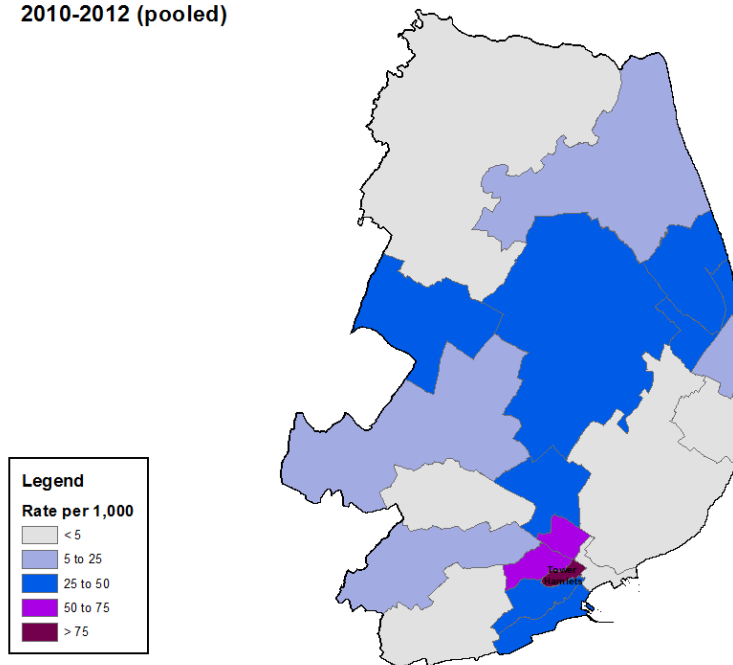 2010-2012 (pooled)
Tower
Hamlets
Legend
Rate per 1,000
< 5
5 to 25
25 to 50
50 to 75
> 75